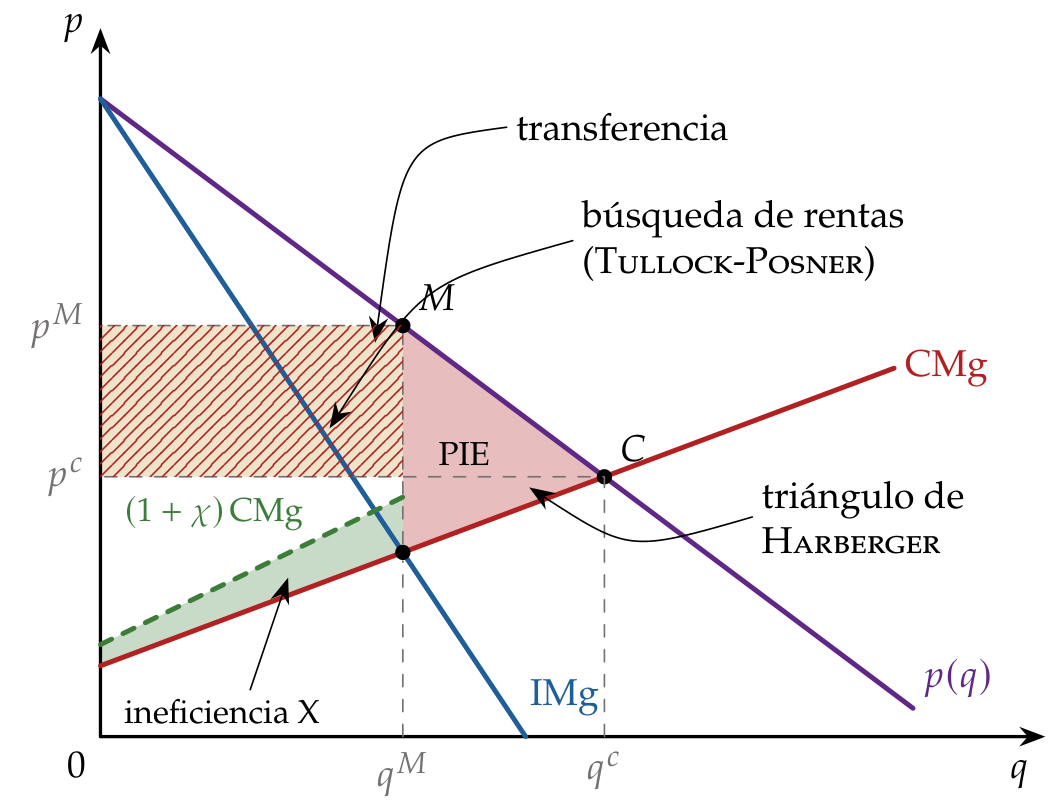 p
transferencia
búsqueda de rentas
(Tullock-Posner)
M
p^M
CMg
C
PIE
p^c
(1 + χ) CMg
triángulo de
Harberger
p(q)
IMg
ineficiencia X
0
q^M
q^c
q